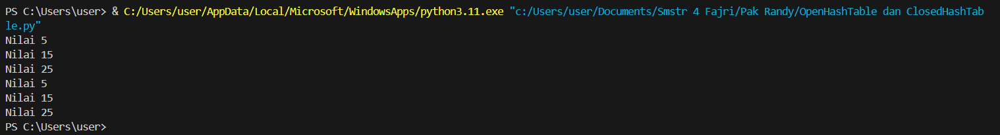 PS C:\Users\user> & C:/Users/user/AppData/Local/Microsoft/WindowsApps/python3.11.exe "c:/Users/user/Documents/Smstr 4 Fajri/Pak Randy/OpenHashTable dan ClosedHashTab
le.py"
Nilai 5
Nilai 15
Nilai 25
Nilai 5
Nilai 15
Nilai 25
PS C:\Users\user>